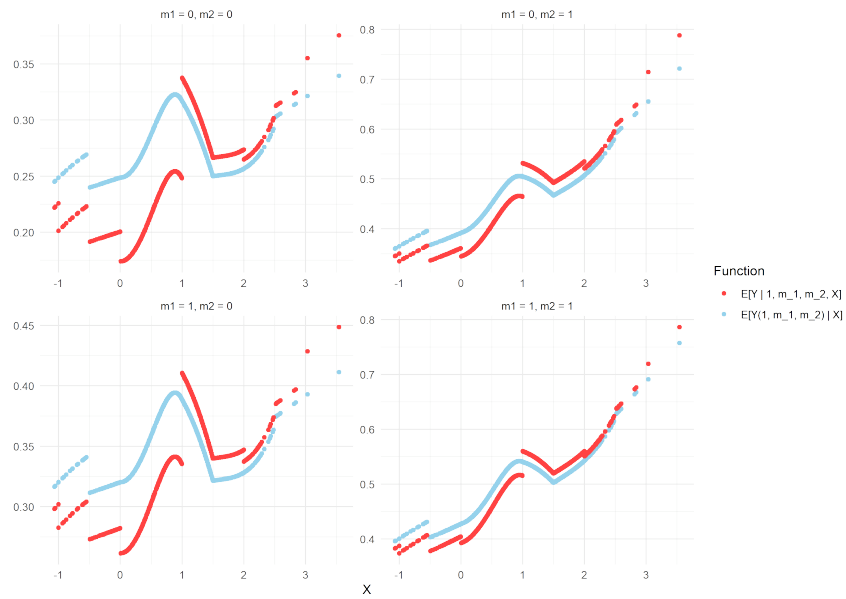 m1 = 0, m2 = 0
m1 = 0, m2 = 1
0.35
0.30
0.25
0.20
-1 0 1 2 3
0.8
0.7
0.6
0.5
0.4
-1 0 1 2 3
m1 = 1, m2 = 0
m1 = 1, m2 = 1
0.45
0.40
0.35
0.30
-1 0 1 2 3
0.8
0.7
0.6
0.5
0.4
-1 0 1 2 3
X
Function
E[Y | 1, m_1, m_2, X]
E[Y(1, m_1, m_2) | X]